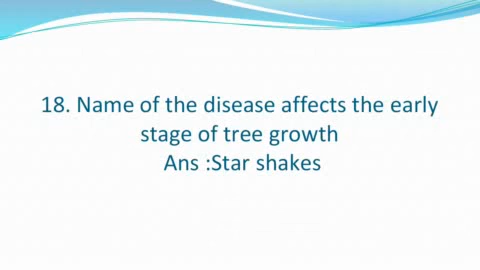 18. Name of the disease affects the early
stage of tree growth
Ans :Star shakes